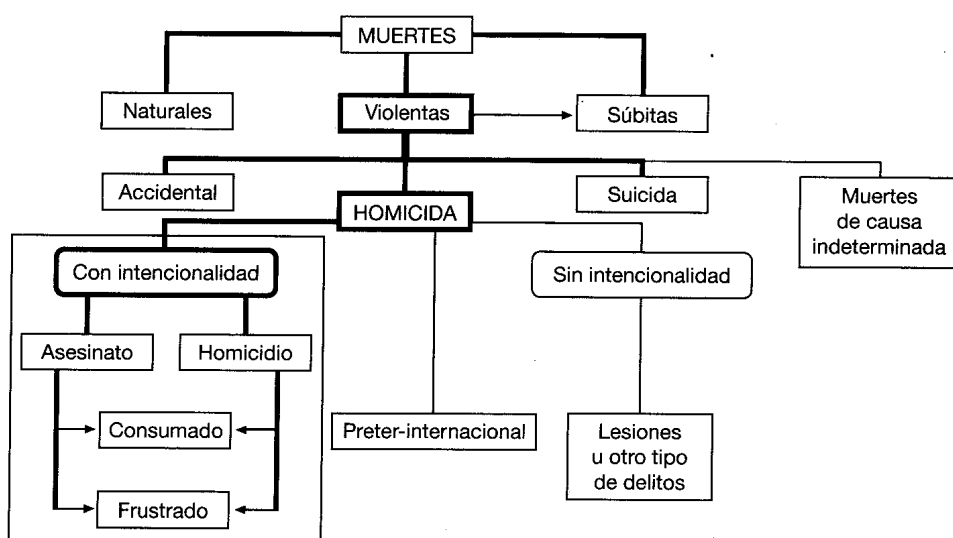 MUERTES
Naturales
Violentas
Súbitas
Accidental
Suicida
Muertes
de causa
indeterminada
HOMICIDA
Con intencionalidad
Sin intencionalidad
Asesinato
Homicidio
Consumado
Preter-internacional
Lesiones
u otro tipo
de delitos
Frustrado